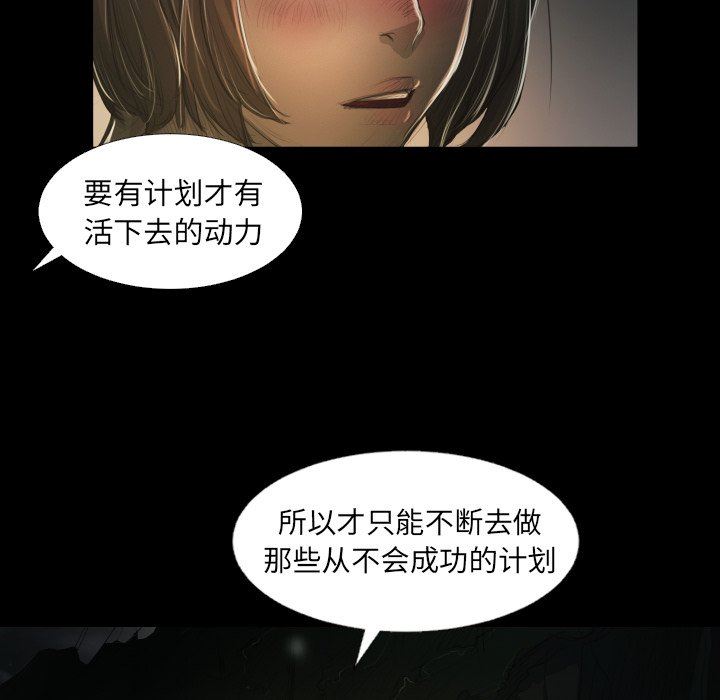 要有计划才有
活下去的动力
所以才只能不断去做
那些从不会成功的计划